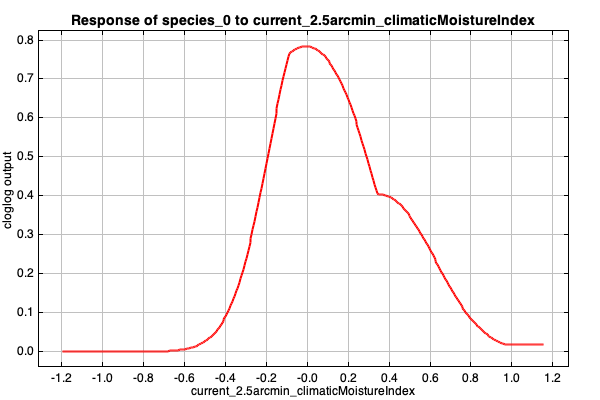 Response of species_0 to current_2.5arcmin_climaticMoistureIndex
cloglog output
0.8
0.7
0.6
0.5
0.4
0.3
0.2
0.1
0.0
-1.2 -1.0 -0.8 -0.6 -0.4 -0.2 -0.0 0.2 0.4 0.6 0.8 1.0 1.2
current_2.5arcmin_climaticMoistureIndex